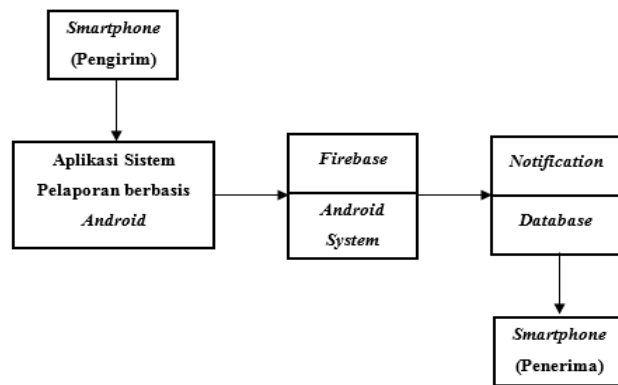 Smartphone
(Pengirim)
Aplikasi Sistem
Pelaporan berbasis
Android
Firebase
Android
System
Notification
Database
Smartphone
(Penerima)